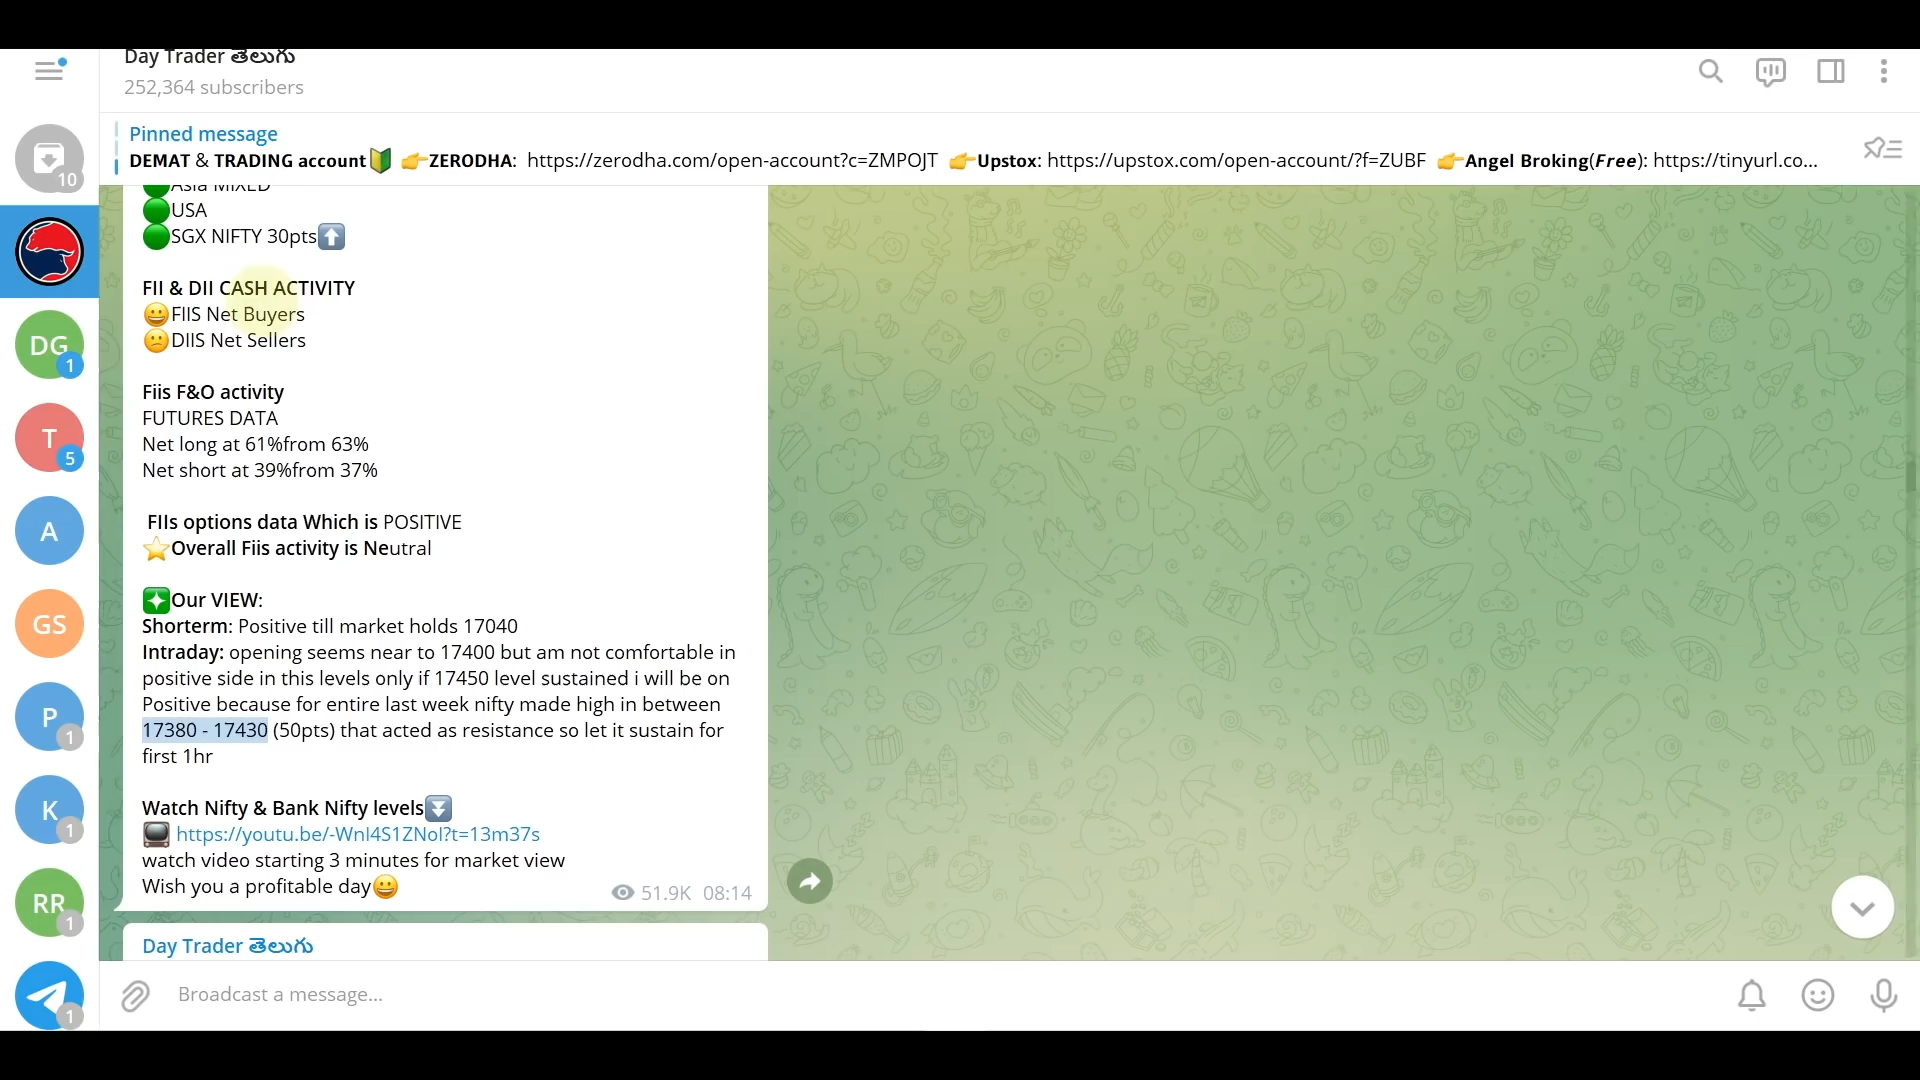 Day Trader తెలుగు
252,364 subscribers
Pinned message
DEMAT & TRADING account🔰 👉ZERODHA: https://zerodha.com/open-account?c=ZMPOJT 👉Upstox: https://upstox.com/open-account/?f=ZUBF 👉Angel Broking(Free): https://tinyurl.co...
10
🟢Asia MIXED
🟢USA
🟢SGX NIFTY 30pts⬆️
FII & DII CASH ACTIVITY
😀FIIS Net Buyers
🙁DIIS Net Sellers
DG
1
Fiis F&O activity
FUTURES DATA
Net long at 61%from 63%
Net short at 39%from 37%
T
5
FIIs options data Which is POSITIVE
⭐Overall Fiis activity is Neutral
A
❇️Our VIEW:
Shorterm: Positive till market holds 17040
Intraday: opening seems near to 17400 but am not comfortable in
positive side in this levels only if 17450 level sustained i will be on
Positive because for entire last week nifty made high in between
17380 - 17430 (50pts) that acted as resistance so let it sustain for
first 1hr
GS
P
1
Watch Nifty & Bank Nifty levels⏬
📺 https://youtu.be/-WnI4S1ZNoI?t=13m37s
watch video starting 3 minutes for market view
Wish you a profitable day😀
51.9K 08:14
K
1
RR
1
Day Trader తెలుగు
1
Broadcast a message...